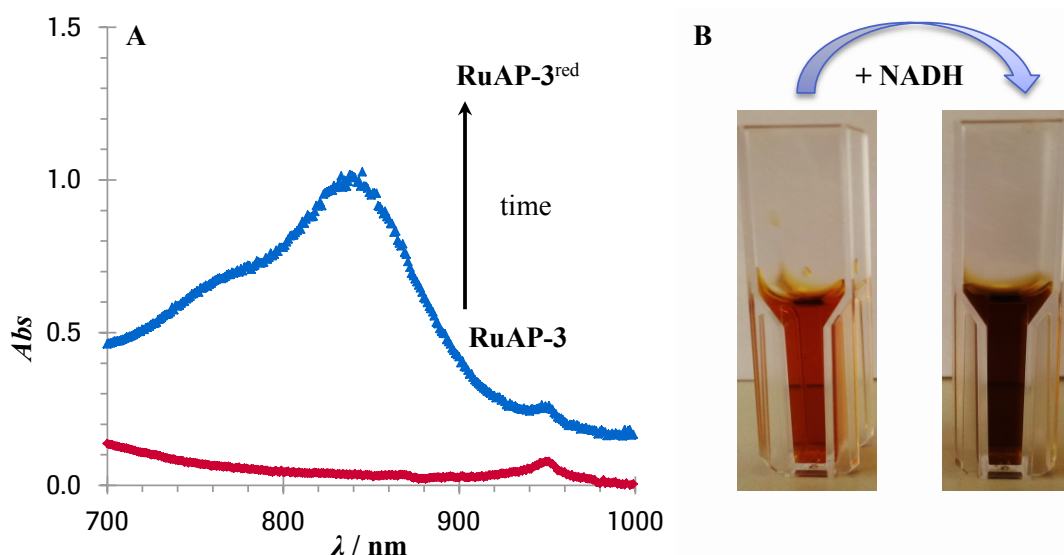 A
B
1.5
1.0
0.5
0.0
Abs
RuAP-3red
time
RuAP-3
700
800
900
1000
λ / nm
+ NADH